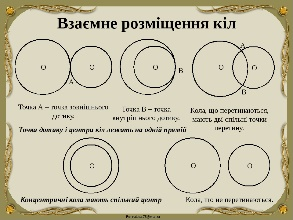 Взаємне розміщення кіл
О О А
О В
О О А В
Точка А – точка зовнішнього
дотику.
Точка В – точка
внутрішнього дотику.
Кола, що перетинаються,
мають дві спільні точки
перетину.
Точки дотику і центри кіл лежать на одній прямій
О
О О
Концентричні кола мають спільний центр
Кола, що не перетинаються.